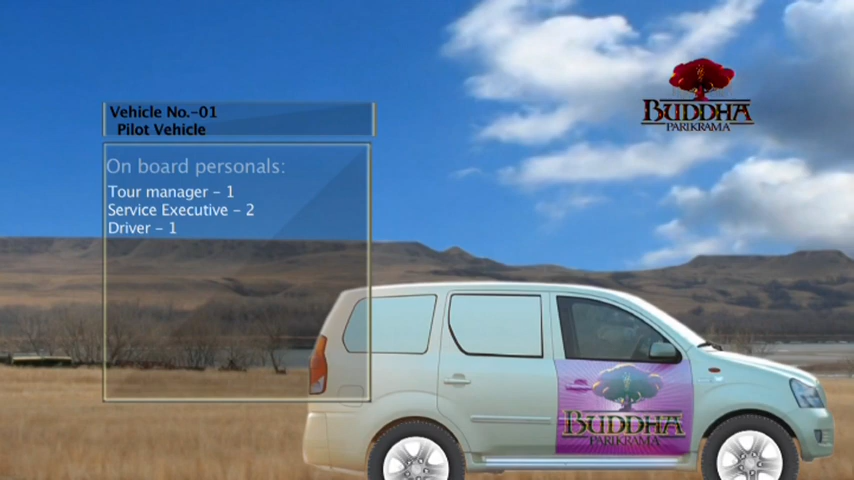 Vehicle No.-01
Pilot Vehicle
On board personals:
Tour manager - 1
Service Executive - 2
Driver - 1
BUDDHA
PARIKRAMA
BUDDHA
PARIKRAMA